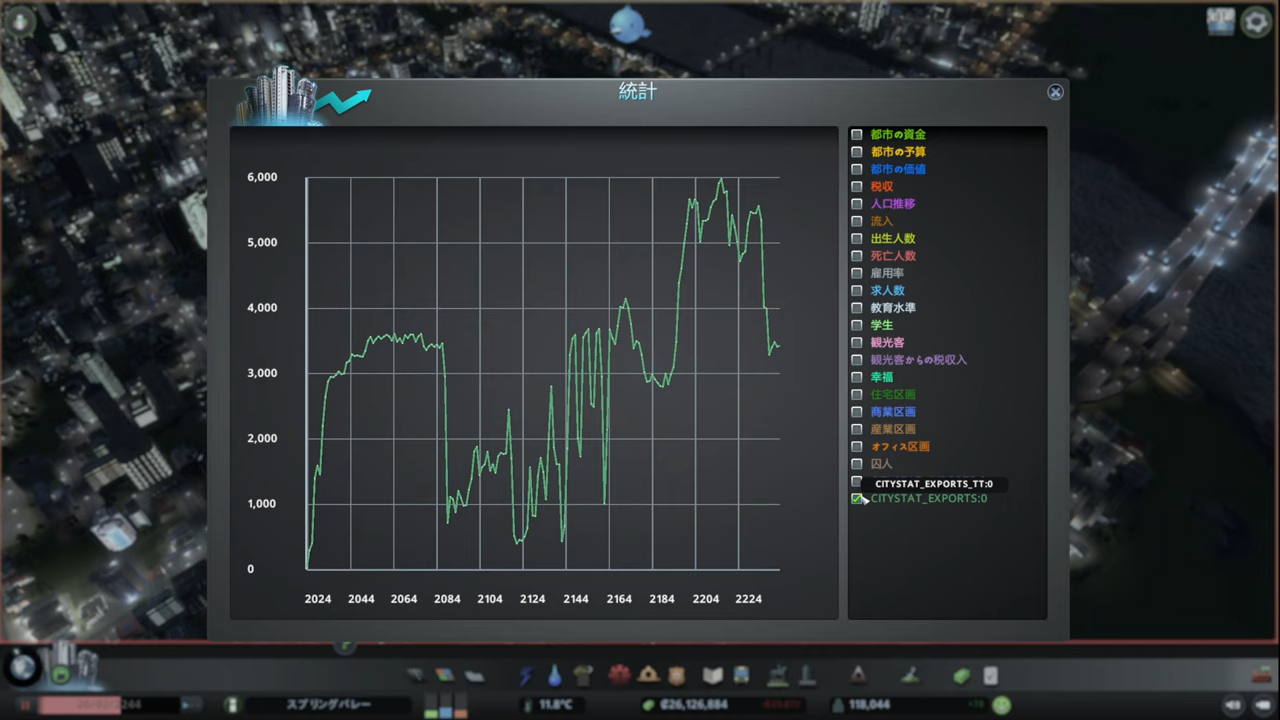 統計
6,000
5,000
4,000
3,000
2,000
1,000
0
2024 2044 2064 2084 2104 2124 2144 2164 2184 2204 2224
都市の資金
都市の予算
都市の価値
税収
人口推移
流入
出生人数
死亡人数
雇用率
求人数
教育水準
学生
観光客
観光客からの税収入
幸福
住宅区画
商業区画
産業区画
オフィス区画
囚人
CITYSTAT_EXPORTS_TT:0
CITYSTAT_EXPORTS:0
スプリングバレー 11.8°C ₡26,126,884 118,044